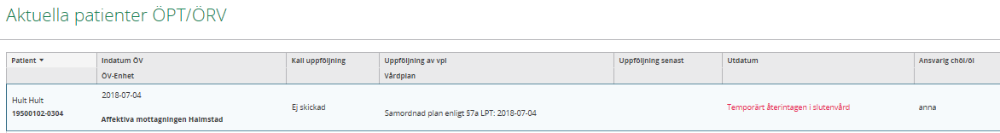 Aktuella patienter ÖPT/ÖRV
Patient Indatum ÖV Kall uppföljning Uppföljning av vpl Uppföljning senast Utdatum Ansvarig chöl/öl
ÖV-Enhet Vårdplan
Hult Hult 2018-07-04
Ej skickad Temporärt återintagen i slutenvård anna
19500102-0304 Samordnad plan enligt §7a LPT: 2018-07-04
Affektiva mottagningen Halmstad